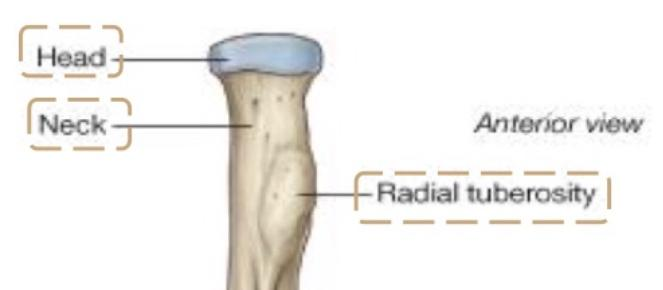 Head
Neck
Anterior view
Radial tuberosity